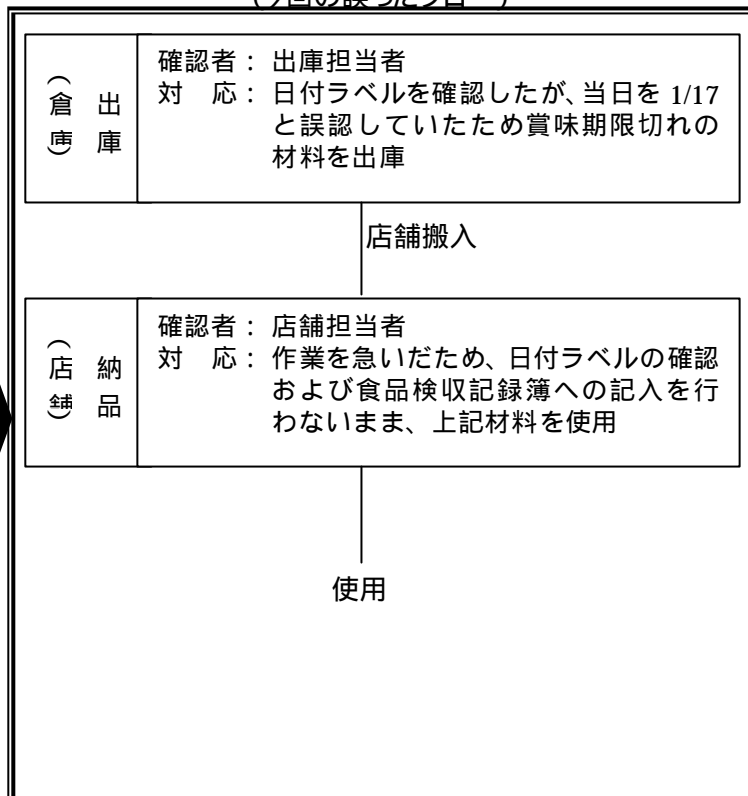 (今回の誤ったフロー)
出庫
(倉庫)
確認者： 出庫担当者
対　応： 日付ラベルを確認したが、当日を 1/17
と誤認していたため賞味期限切れの
材料を出庫
店舗搬入
納品
(店舗)
確認者： 店舗担当者
対　応： 作業を急いだため、日付ラベルの確認
および食品検収記録簿への記入を行
わないまま、上記材料を使用
使用